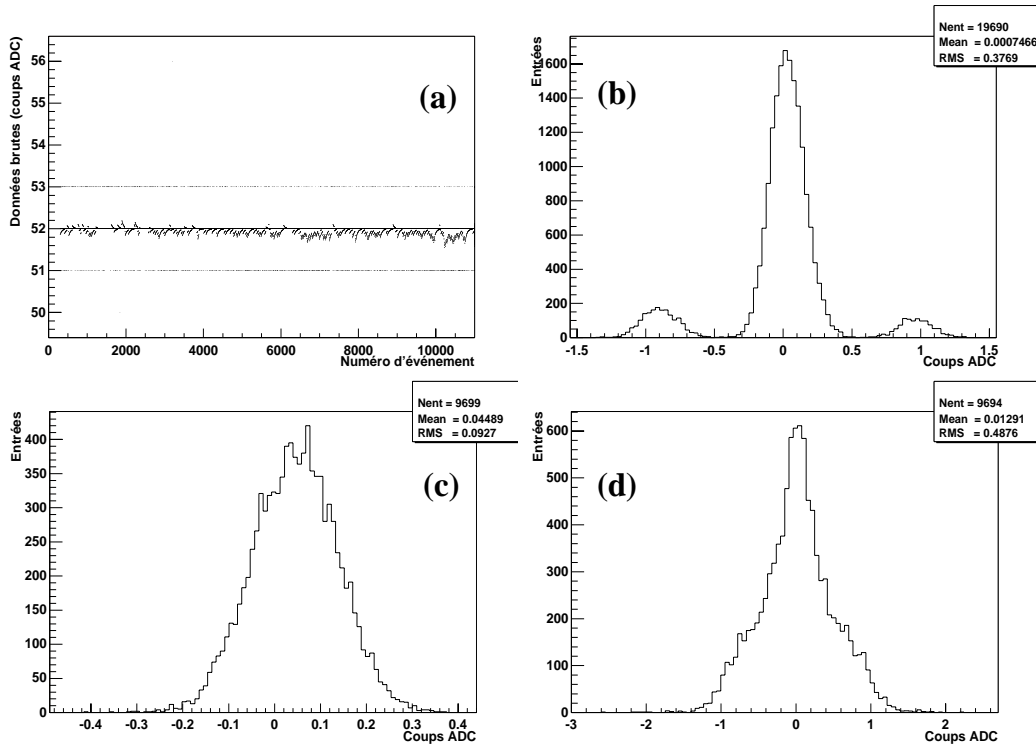 Données brutes (coups ADC)
56
55
54
53
52
51
50
0 2000 4000 6000 8000 10000
Numéro d'événement
(a)
Nent = 19690
Mean = 0.0007466
RMS = 0.3769
Entrées
1600
1400
1200
1000
800
600
400
200
0
-1.5 -1 -0.5 0 0.5 1 1.5
Coups ADC
(b)
Nent = 9699
Mean = 0.04489
RMS = 0.0927
Entrées
400
350
300
250
200
150
100
50
0
-0.4 -0.3 -0.2 -0.1 0 0.1 0.2 0.3 0.4
Coups ADC
(c)
Nent = 9694
Mean = 0.01291
RMS = 0.4876
Entrées
600
500
400
300
200
100
0
-3 -2 -1 0 1 2
Coups ADC
(d)